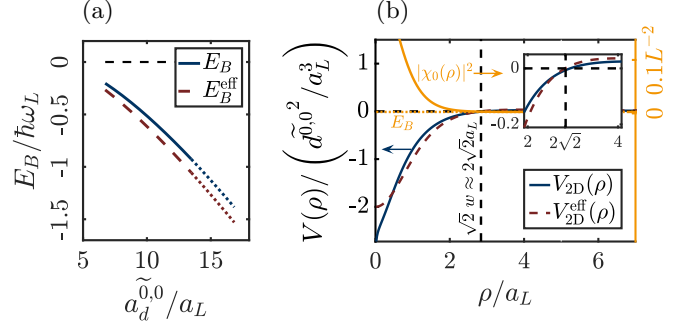 (a)
E_B/ħω_L
0
-0.5
-1
-1.5
E_B
E_B^eff
5
10
15
a_d^{\widetilde{0,0}}/a_L
(b)
V(ρ)/(\widetilde{d^{0,0}}^2/a_L^3)
1
0
-1
-2
|χ_0(ρ)|^2
E_B
√2 w ≈ 2√2a_L
0
-0.2
2
2√2
4
V_2D(ρ)
V_2D^eff(ρ)
0
2
4
6
ρ/a_L
0
0.1L^-2